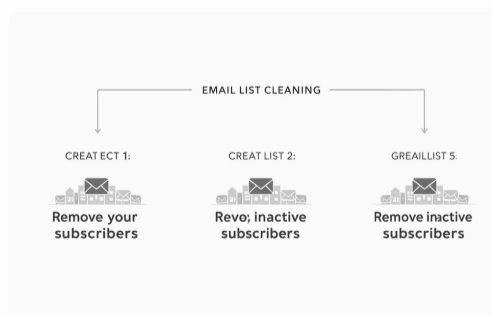 EMAIL LIST CLEANING
CREAT ECT 1:
CREAT LIST 2:
GREAILLIST 5.
Remove your
subscribers
Revo; inactive
subscribers
Remove inactive
subscribers